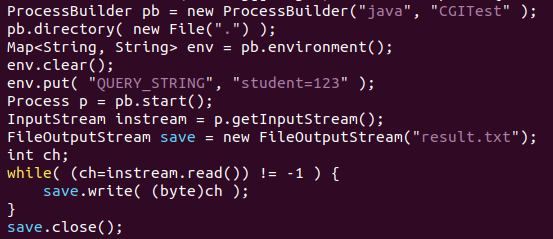 ProcessBuilder pb = new ProcessBuilder("java", "CGITest" );
pb.directory( new File(".") );
Map<String, String> env = pb.environment();
env.clear();
env.put( "QUERY_STRING", "student=123" );
Process p = pb.start();
InputStream instream = p.getInputStream();
FileOutputStream save = new FileOutputStream("result.txt");
int ch;
while( (ch=instream.read()) != -1 ) {
    save.write( (byte)ch );
}
save.close();